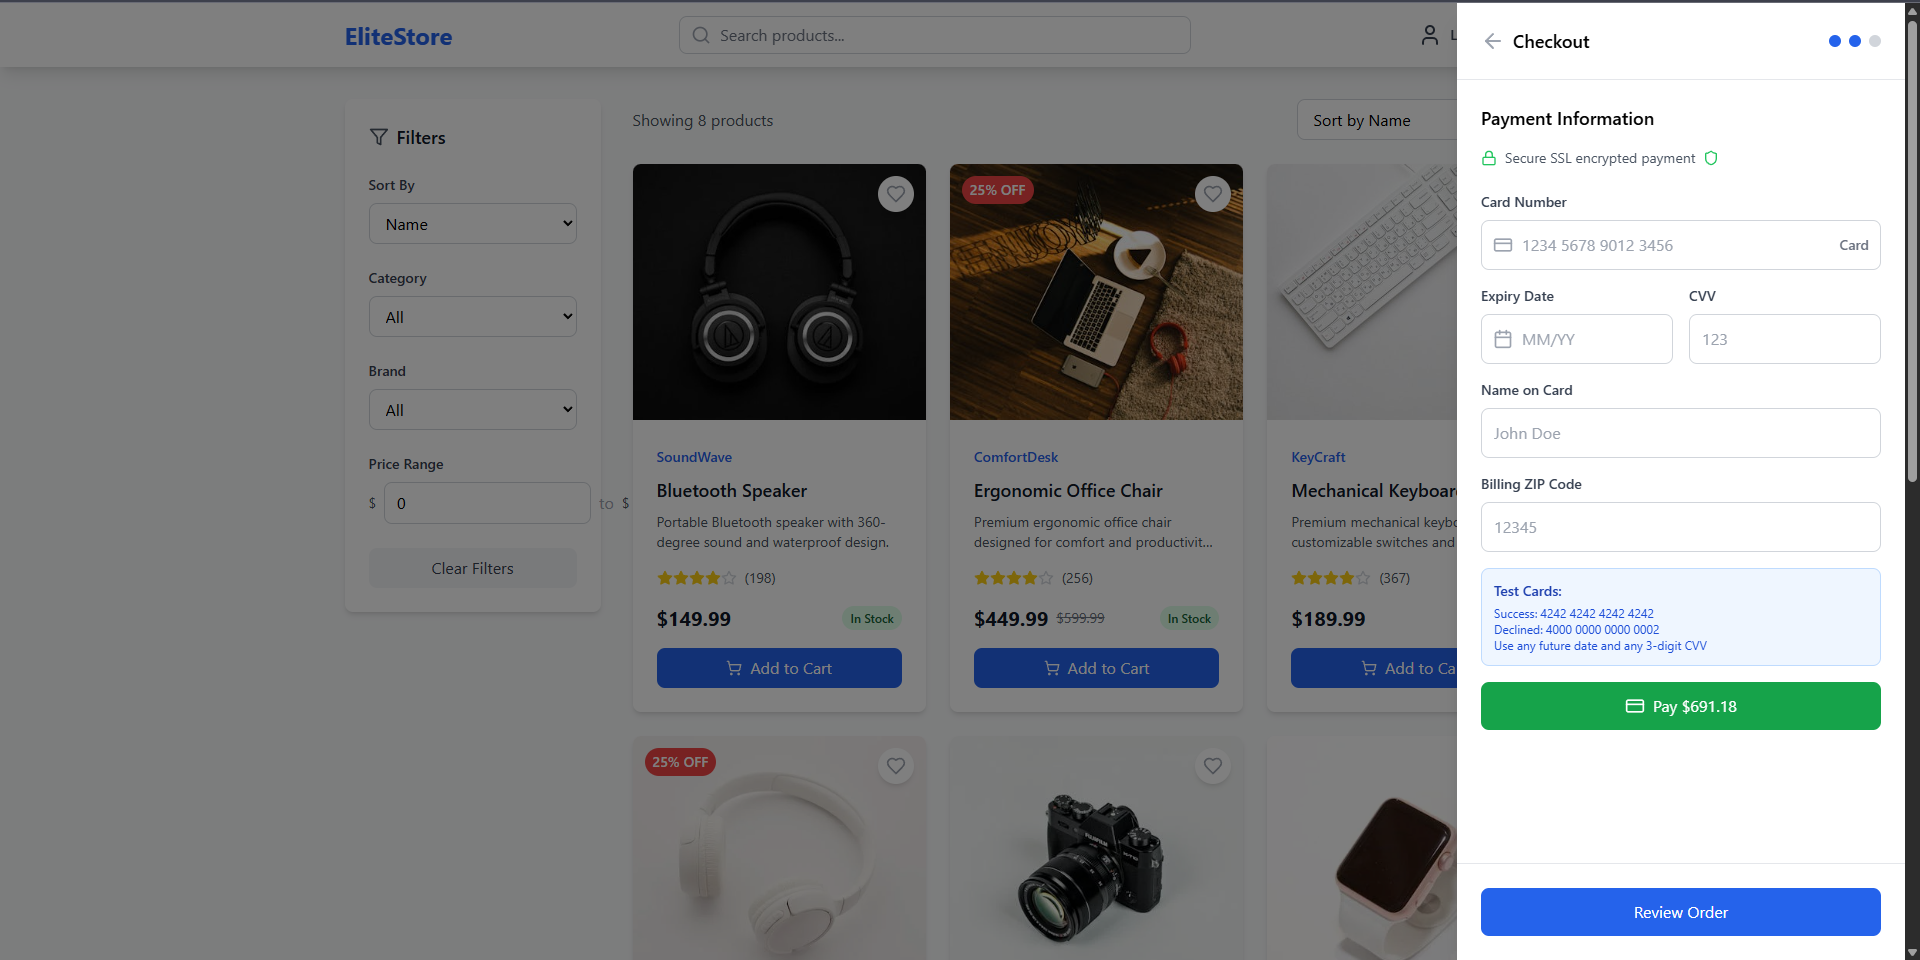 EliteStore
Search products...
Filters
Sort By
Name
Category
All
Brand
All
Price Range
$ 0 to $
Clear Filters
Showing 8 products
Sort by Name
25% OFF
SoundWave
Bluetooth Speaker
Portable Bluetooth speaker with 360-
degree sound and waterproof design.
(198)
$149.99 In Stock
Add to Cart
ComfortDesk
Ergonomic Office Chair
Premium ergonomic office chair
designed for comfort and productivit...
(256)
$449.99 $599.99 In Stock
Add to Cart
KeyCraft
Mechanical Keyboard
Premium mechanical keybo
customizable switches and
(367)
$189.99
Add to Ca
25% OFF
Checkout
Payment Information
Secure SSL encrypted payment
Card Number
1234 5678 9012 3456 Card
Expiry Date CVV
MM/YY 123
Name on Card
John Doe
Billing ZIP Code
12345
Test Cards:
Success: 4242 4242 4242 4242
Declined: 4000 0000 0000 0002
Use any future date and any 3-digit CVV
Pay $691.18
Review Order